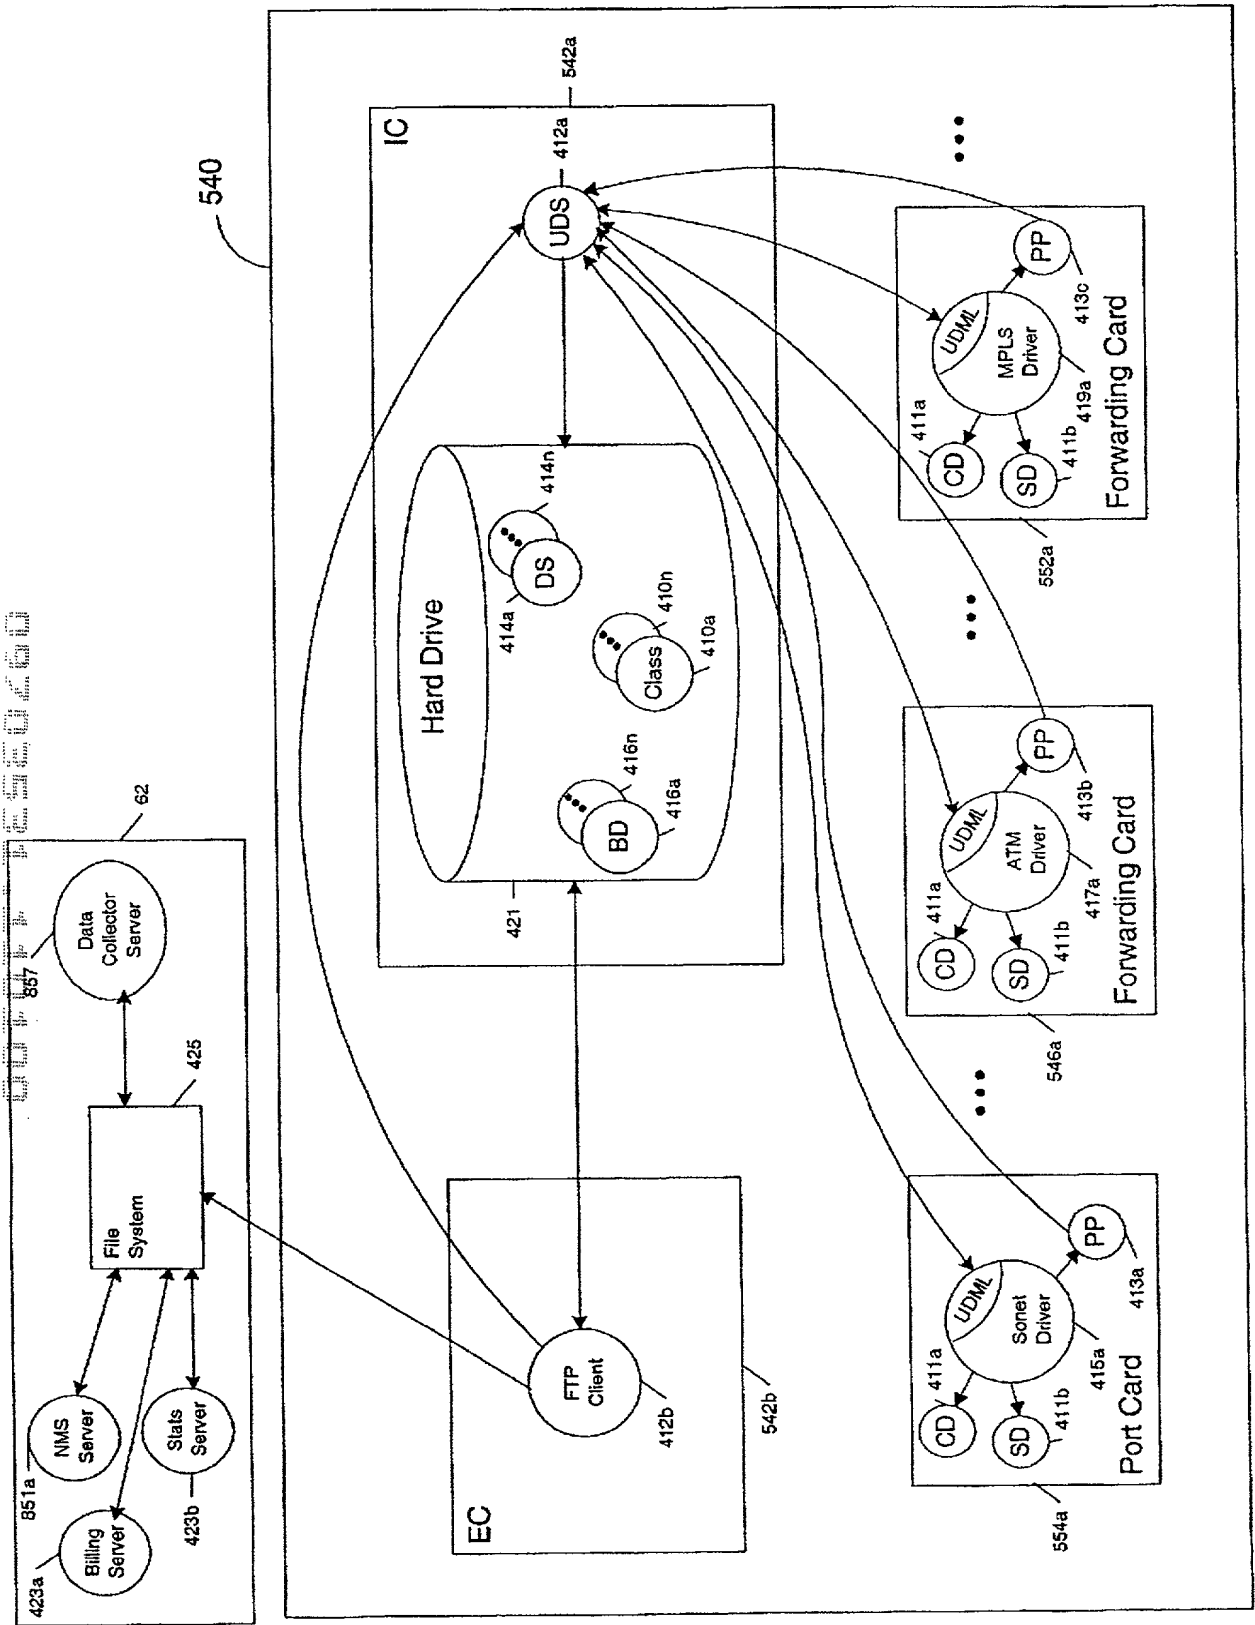 540
62
857
Data
Collector
Server
425
File
System
851a
NMS
Server
Stats
Server
423b
423a
Billing
Server
542a
IC
412a
UDS
Hard Drive
414n
DS
414a
410n
Class
410a
416n
BD
416a
421
EC
FTP
Client
412b
542b
UDML
MPLS
Driver
PP
413c
419a
411a
CD
SD
411b
Forwarding Card
552a
UDML
ATM
Driver
PP
413b
417a
411a
CD
SD
411b
Forwarding Card
546a
UDML
Sonet
Driver
PP
413a
415a
411a
CD
SD
411b
Port Card
554a